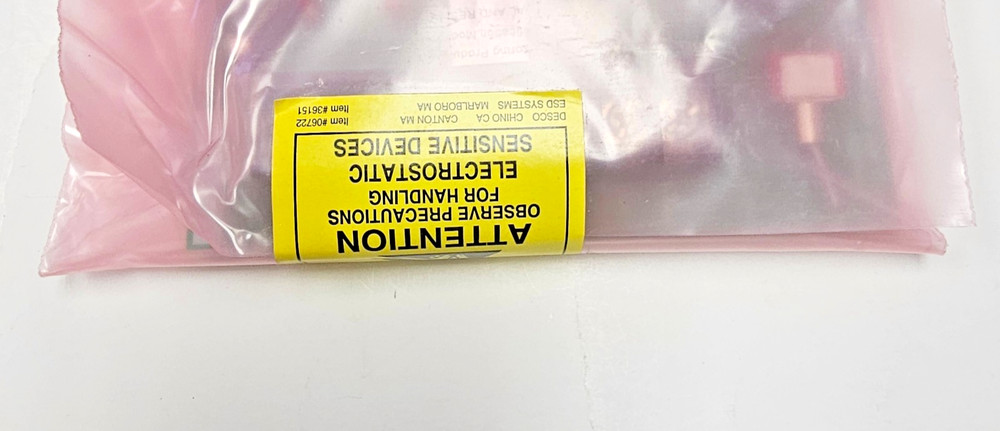 ATTENTION
OBSERVE PRECAUTIONS
FOR HANDLING
ELECTROSTATIC
SENSITIVE DEVICES
DESCO CHINO CA CANTON MA Item #06722
ESD SYSTEMS MARLBORO MA Item #36151